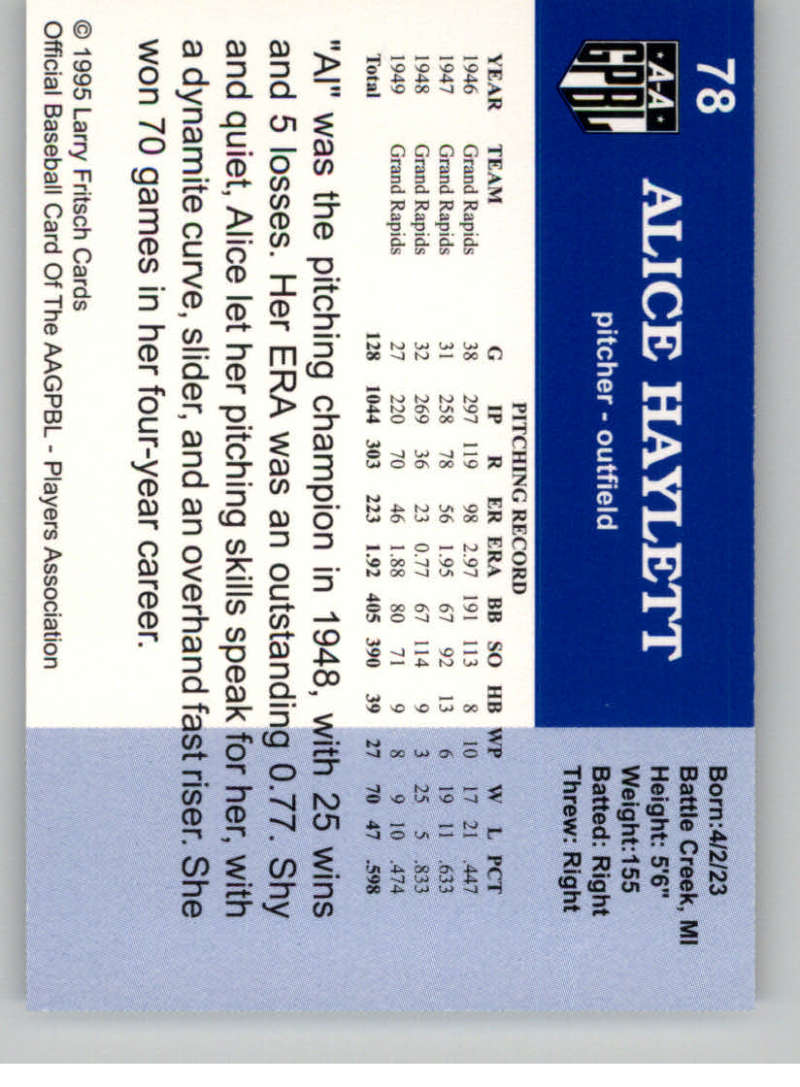 78
A-A
GPBL
ALICE HAYLETT
pitcher - outfield
Born:4/2/23
Battle Creek, MI
Height: 5'6"
Weight:155
Batted: Right
Threw: Right
PITCHING RECORD
YEAR TEAM G IP R ER ERA BB SO HB WP W L PCT
1946 Grand Rapids 38 297 119 98 2.97 191 113 8 10 17 21 .447
1947 Grand Rapids 31 258 78 56 1.95 67 92 13 6 19 11 .633
1948 Grand Rapids 32 269 36 23 0.77 67 114 9 3 25 5 .833
1949 Grand Rapids 27 220 70 46 1.88 80 71 9 8 9 10 .474
Total 128 1044 303 223 1.92 405 390 39 27 70 47 .598
"Al" was the pitching champion in 1948, with 25 wins
and 5 losses. Her ERA was an outstanding 0.77. Shy
and quiet, Alice let her pitching skills speak for her, with
a dynamite curve, slider, and an overhand fast riser. She
won 70 games in her four-year career.
© 1995 Larry Fritsch Cards
Official Baseball Card Of The AAGPBL - Players Association